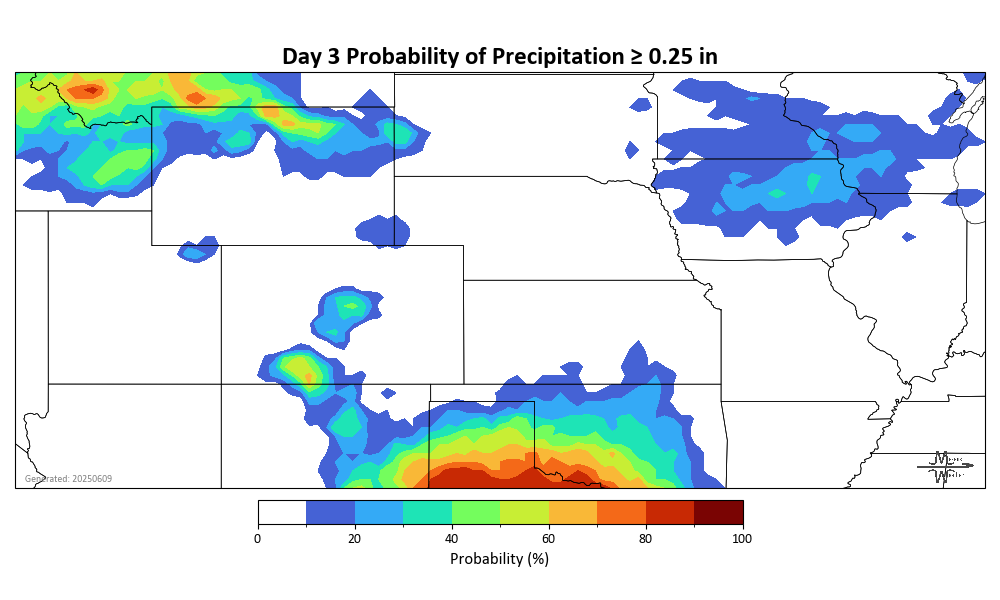 Day 3 Probability of Precipitation ≥ 0.25 in
Generated: 20250609
0 20 40 60 80 100
Probability (%)